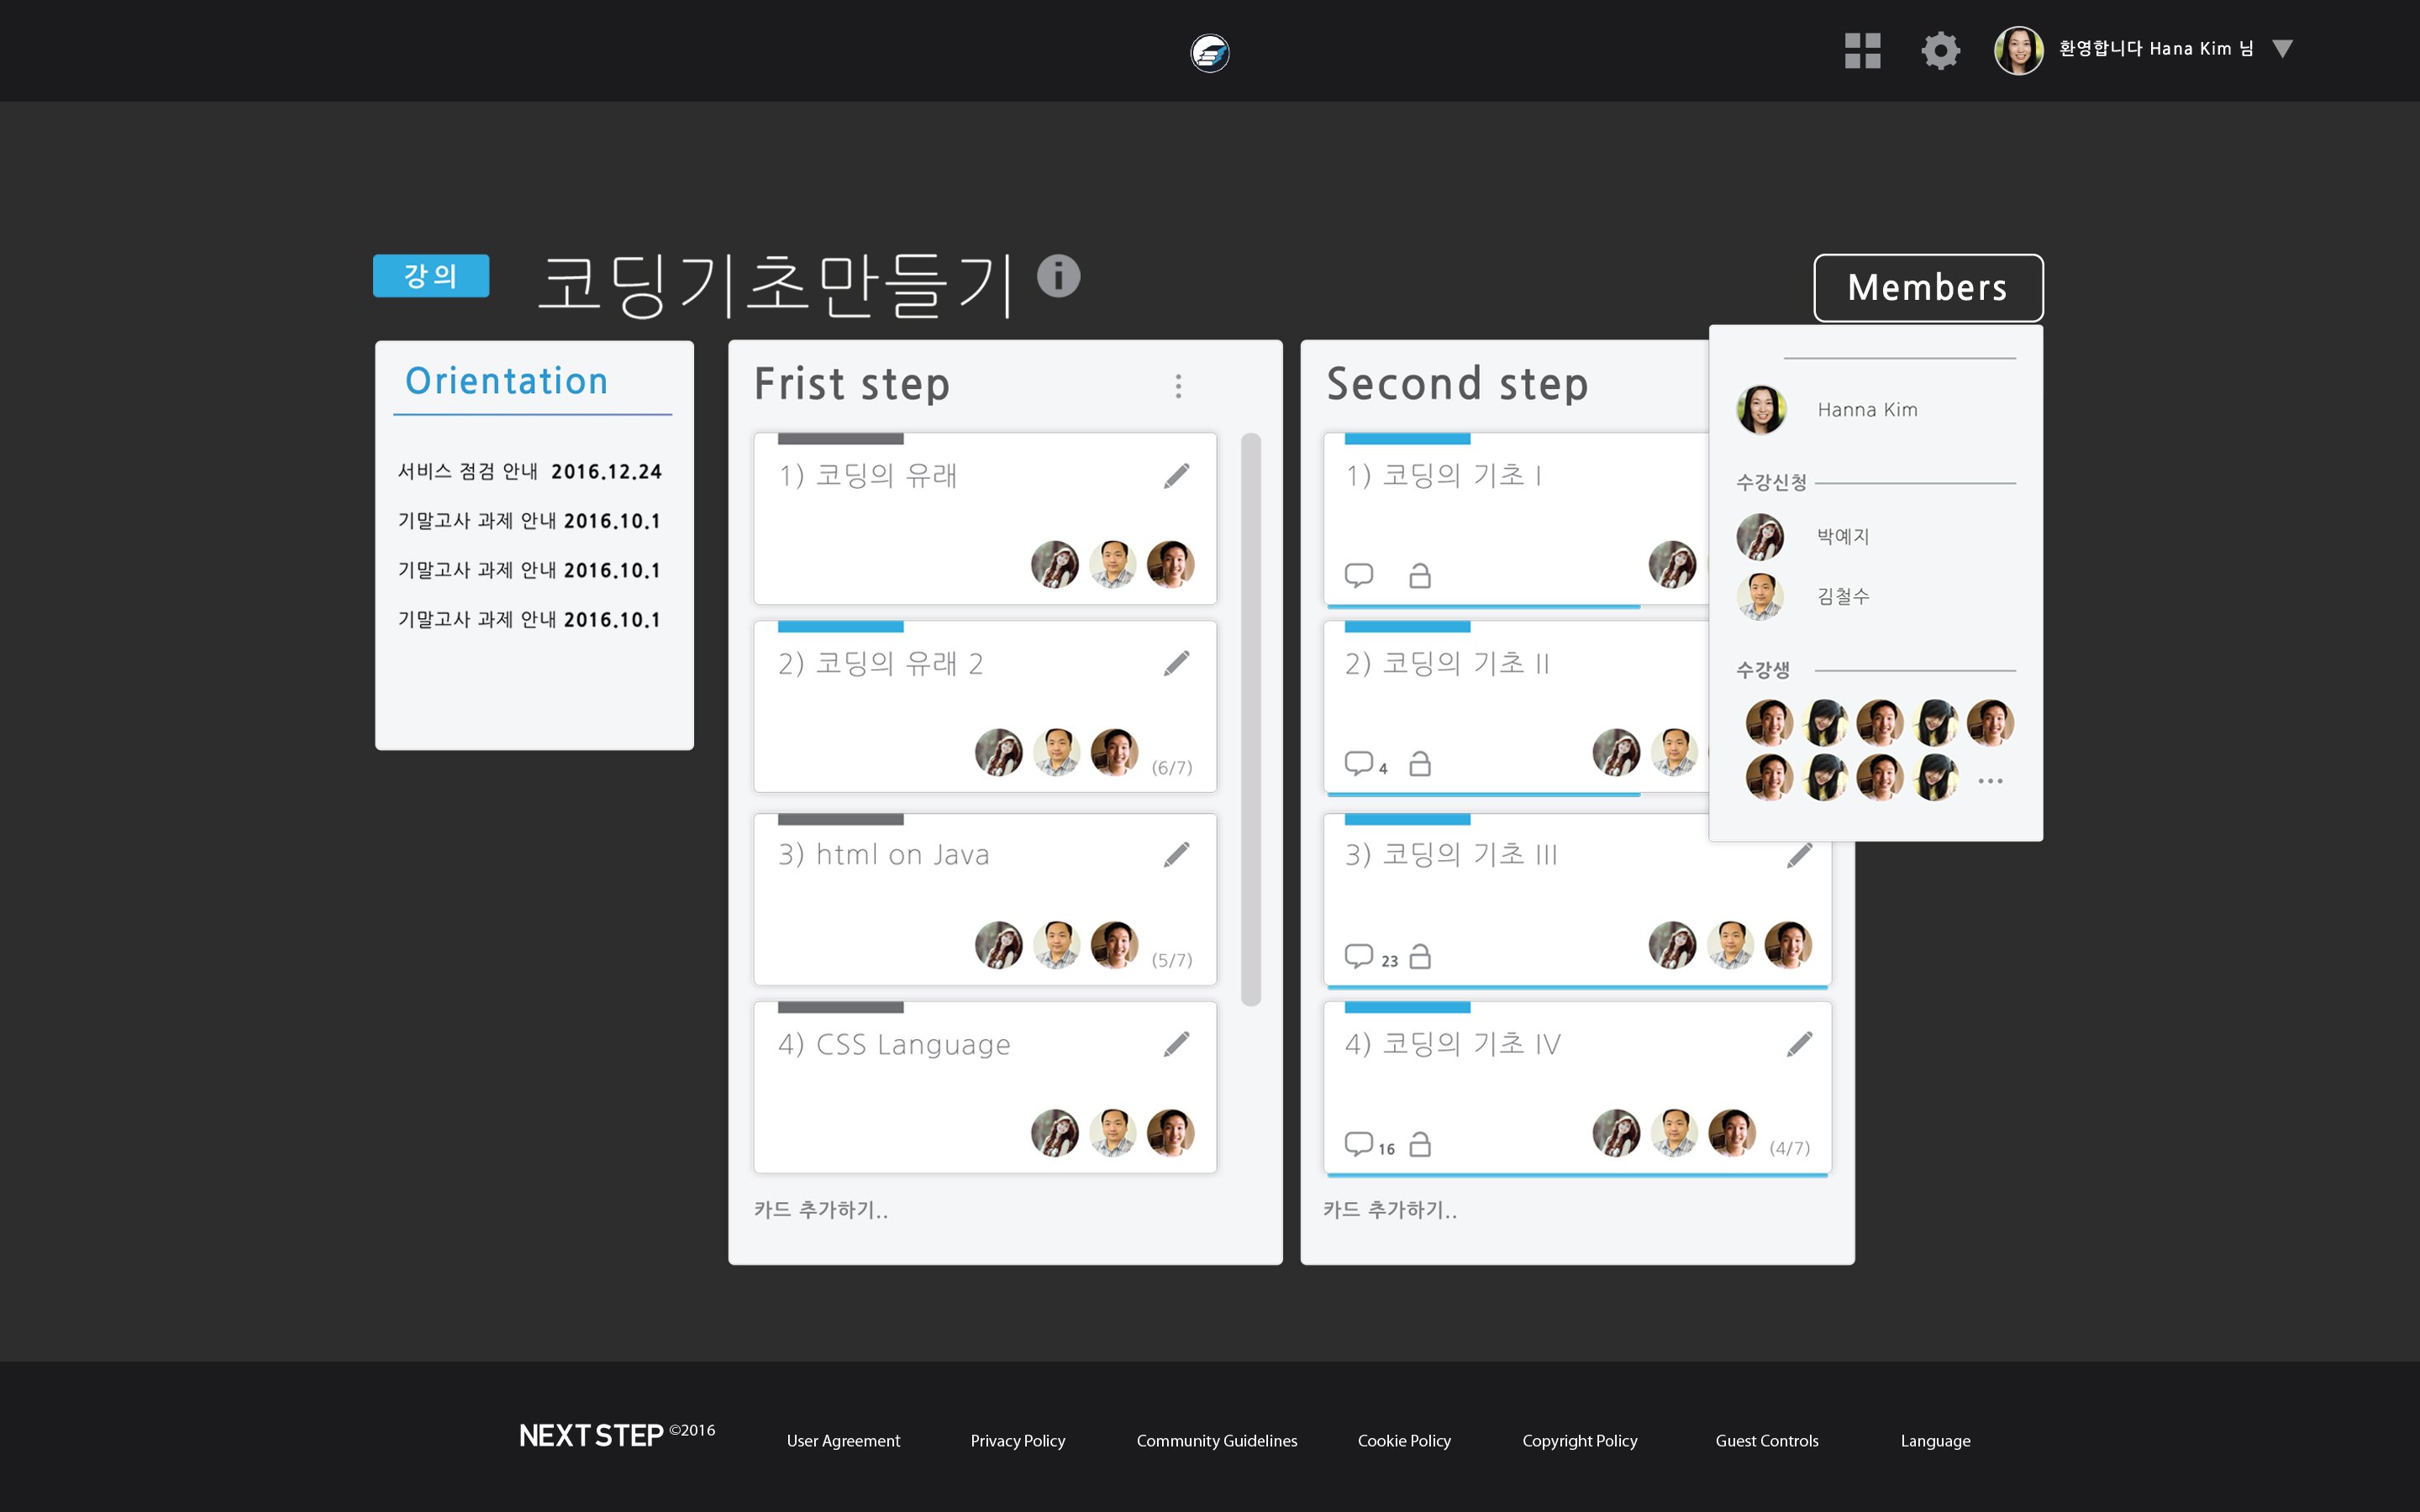 환영합니다 Hana Kim 님
강의
코딩기초만들기
Members
Orientation
서비스 점검 안내 2016.12.24
기말고사 과제 안내 2016.10.1
기말고사 과제 안내 2016.10.1
기말고사 과제 안내 2016.10.1
Frist step
1) 코딩의 유래
2) 코딩의 유래 2
(6/7)
3) html on Java
(5/7)
4) CSS Language
카드 추가하기..
Second step
1) 코딩의 기초 I
2) 코딩의 기초 II
4
3) 코딩의 기초 III
23
4) 코딩의 기초 IV
16
(4/7)
카드 추가하기..
Hanna Kim
수강신청
박예지
김철수
수강생
...
NEXT STEP ©2016
User Agreement
Privacy Policy
Community Guidelines
Cookie Policy
Copyright Policy
Guest Controls
Language